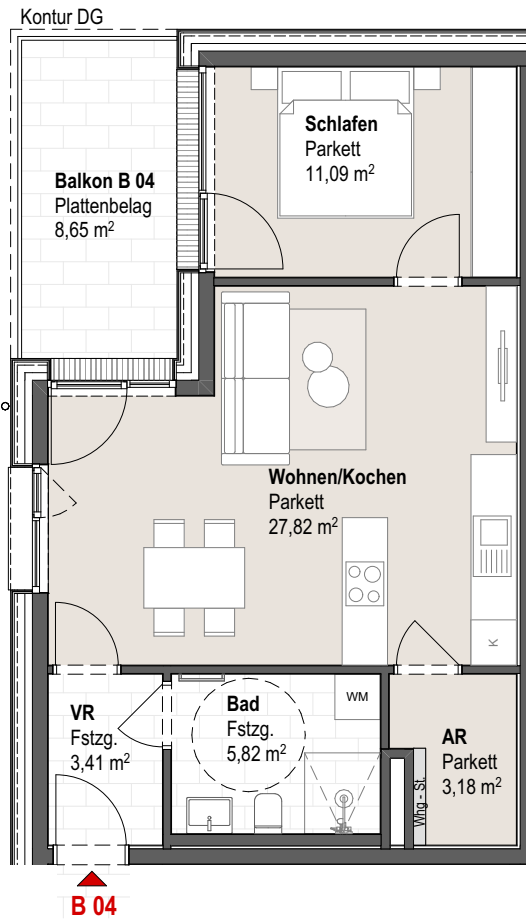 Kontur DG
Schlafen
Parkett
11,09 m²
Balkon B 04
Plattenbelag
8,65 m²
Wohnen/Kochen
Parkett
27,82 m²
K
VR
Fstzg.
3,41 m²
Bad
Fstzg.
5,82 m²
WM
AR
Parkett
3,18 m²
Whg - St.
B 04